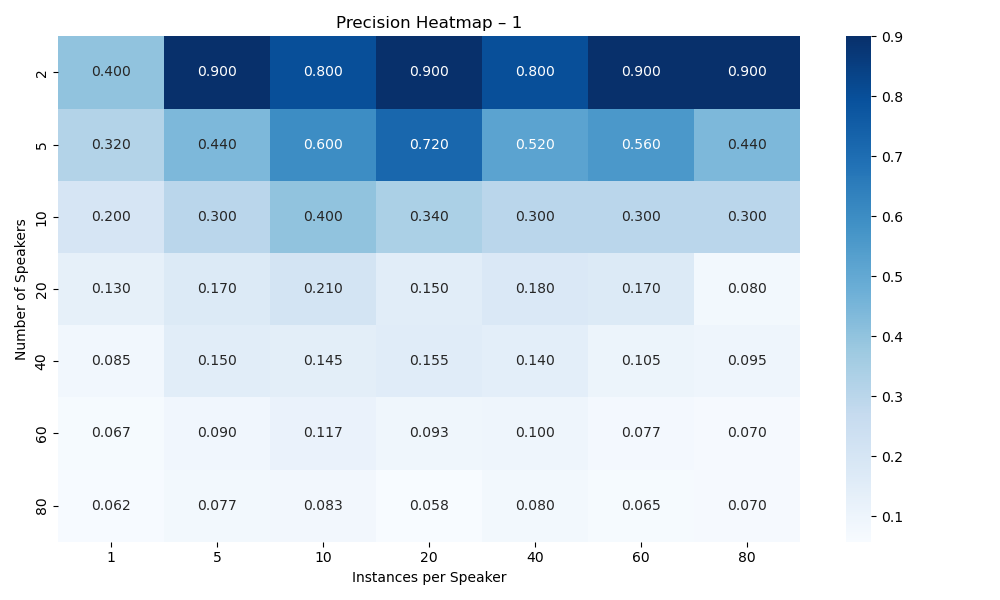 Precision Heatmap – 1
Number of Speakers
2 0.400 0.900 0.800 0.900 0.800 0.900 0.900
5 0.320 0.440 0.600 0.720 0.520 0.560 0.440
10 0.200 0.300 0.400 0.340 0.300 0.300 0.300
20 0.130 0.170 0.210 0.150 0.180 0.170 0.080
40 0.085 0.150 0.145 0.155 0.140 0.105 0.095
60 0.067 0.090 0.117 0.093 0.100 0.077 0.070
80 0.062 0.077 0.083 0.058 0.080 0.065 0.070
1 5 10 20 40 60 80
Instances per Speaker
0.9
0.8
0.7
0.6
0.5
0.4
0.3
0.2
0.1